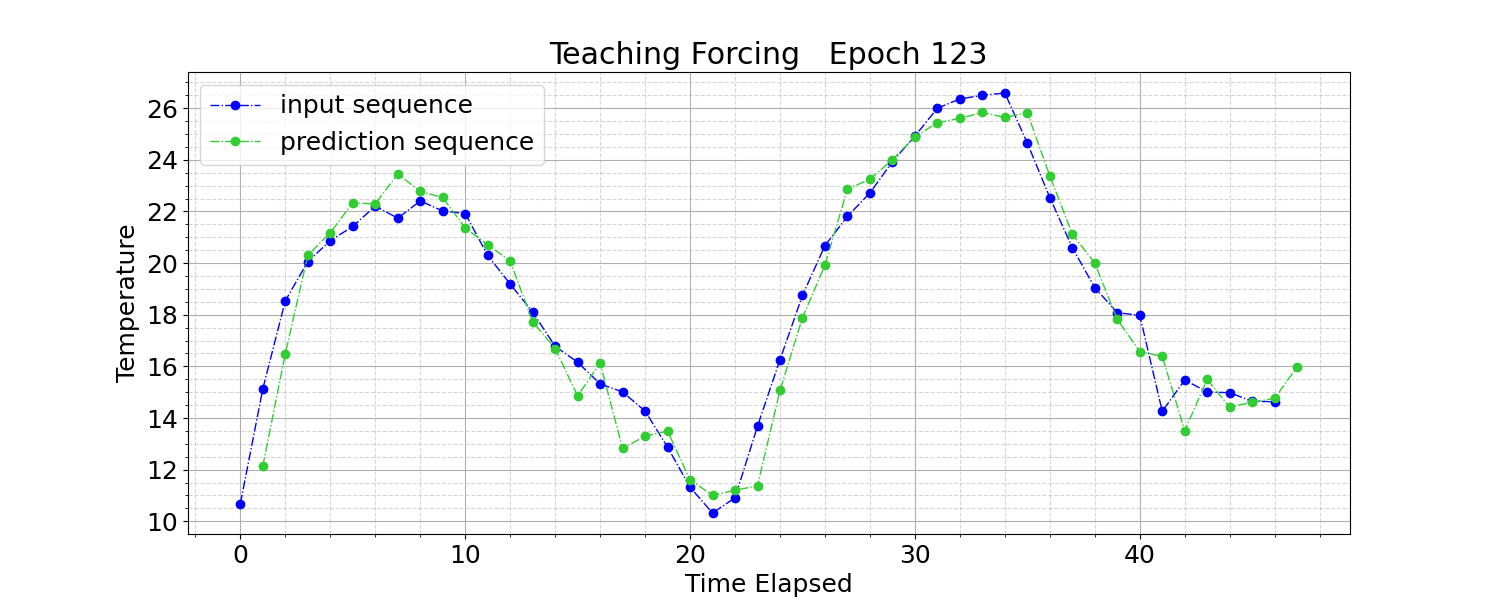 Teaching Forcing   Epoch 123
input sequence
prediction sequence
26
24
22
20
18
16
14
12
10
Temperature
0 10 20 30 40
Time Elapsed